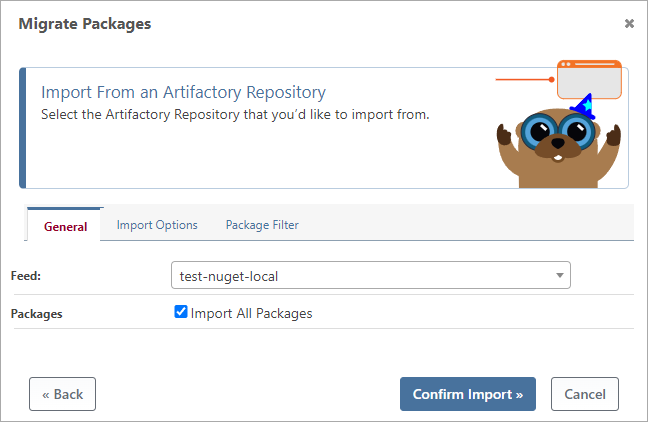 Migrate Packages ×
Import From an Artifactory Repository
Select the Artifactory Repository that you'd like to import from.
General Import Options Package Filter
Feed: test-nuget-local
Packages Import All Packages
« Back Confirm Import » Cancel